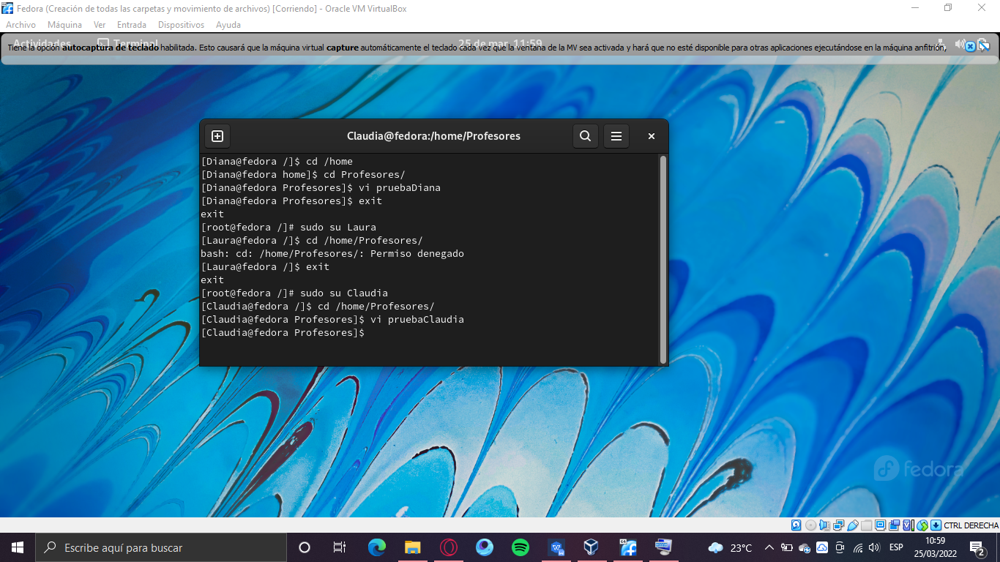 Fedora (Creación de todas las carpetas y movimiento de archivos) [Corriendo] - Oracle VM VirtualBox
Archivo Máquina Ver Entrada Dispositivos Ayuda
Actividades Terminal 25 de mar 11:59
Tiene la opción autocaptura de teclado habilitada. Esto causará que la máquina virtual capture automáticamente el teclado cada vez que la ventana de la MV sea activada y hará que no esté disponible para otras aplicaciones ejecutándose en la máquina anfitrión,
Claudia@fedora:/home/Profesores
[Diana@fedora /]$ cd /home
[Diana@fedora home]$ cd Profesores/
[Diana@fedora Profesores]$ vi pruebaDiana
[Diana@fedora Profesores]$ exit
exit
[root@fedora /]# sudo su Laura
[Laura@fedora /]$ cd /home/Profesores/
bash: cd: /home/Profesores/: Permiso denegado
[Laura@fedora /]$ exit
exit
[root@fedora /]# sudo su Claudia
[Claudia@fedora /]$ cd /home/Profesores/
[Claudia@fedora Profesores]$ vi pruebaClaudia
[Claudia@fedora Profesores]$
fedora
CTRL DERECHA
Escribe aquí para buscar
23°C
ESP
10:59
25/03/2022
2